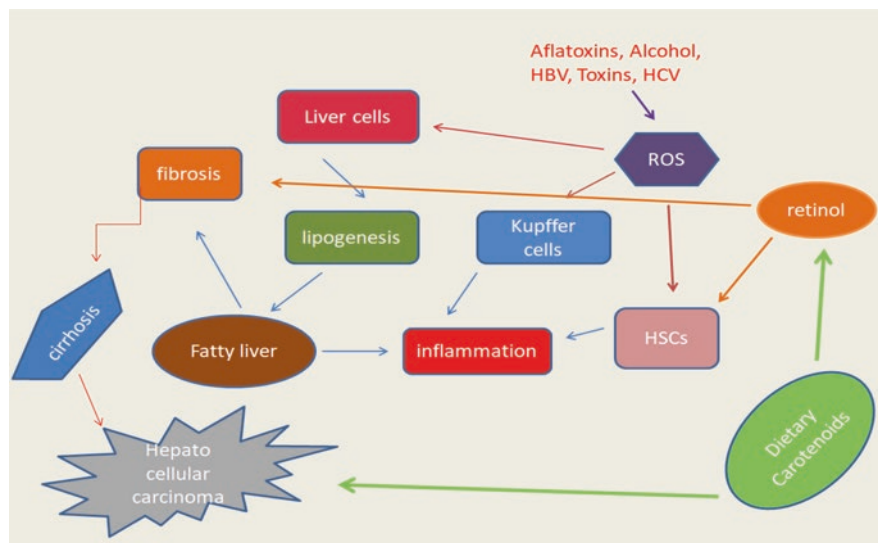 Aflatoxins, Alcohol,
HBV, Toxins, HCV
Liver cells
ROS
fibrosis
retinol
lipogenesis
Kupffer
cells
cirrhosis
Fatty liver
inflammation
HSCs
Dietary
Carotenoids
Hepato
cellular
carcinoma